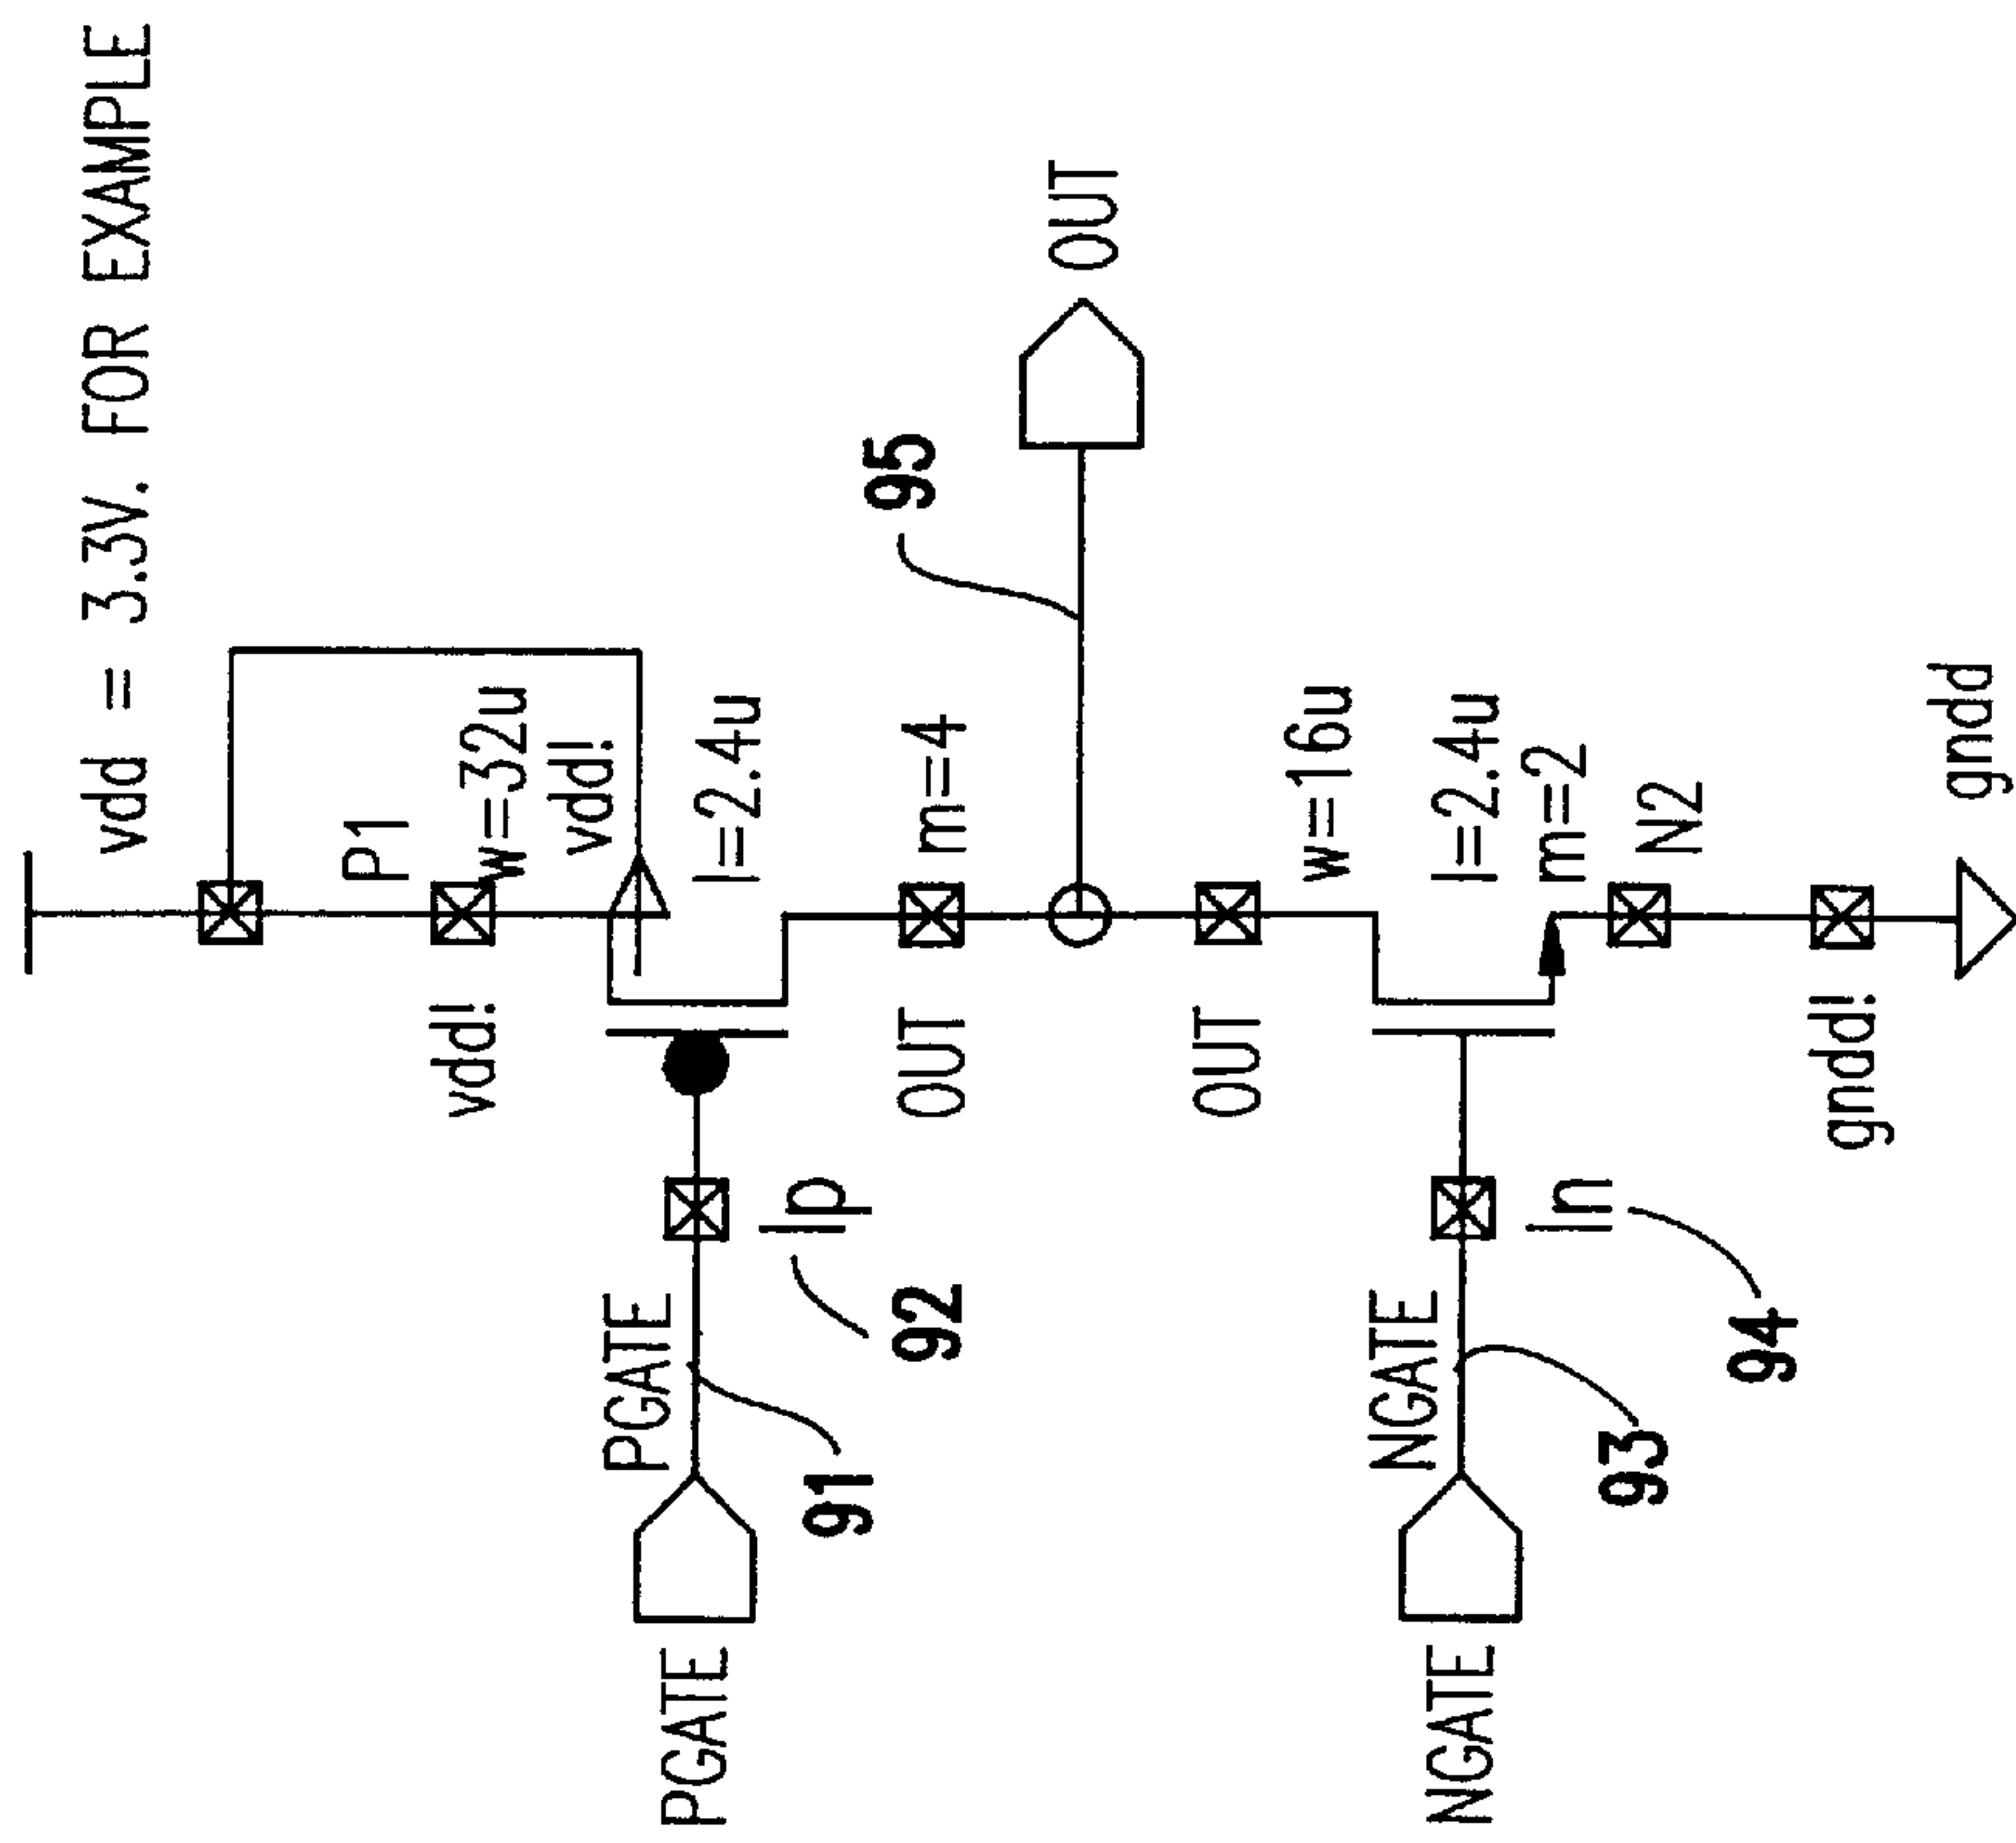 vdd = 3.3V. FOR EXAMPLE
P1
vdd!
w=32u
vdd!
PGATE
PGATE
l=2.4u
lp
91
95
92
OUT
m=4
OUT
OUT
w=16u
NGATE
NGATE
l=2.4u
m=2
ln
93
N2
94
gndd!
gndd